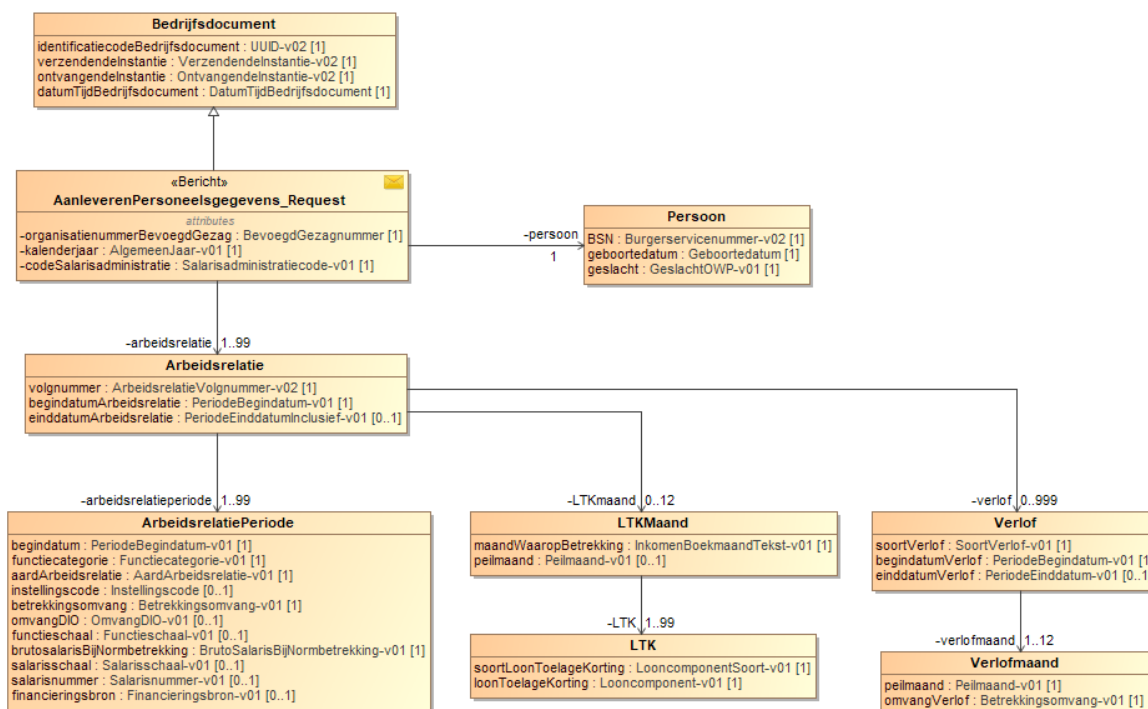 Bedrijfsdocument
identificatiecodeBedrijfsdocument : UUID-v02 [1]
verzendendeInstantie : VerzendendeInstantie-v02 [1]
ontvangendeInstantie : OntvangendeInstantie-v02 [1]
datumTijdBedrijfsdocument : DatumTijdBedrijfsdocument [1]
«Bericht»
AanleverenPersoneelsgegevens_Request
attributes
-organisatienummerBevoegdGezag : BevoegdGezagnummer [1]
-kalenderjaar : AlgemeenJaar-v01 [1]
-codeSalarisadministratie : Salarisadministratiecode-v01 [1]
-persoon
1
Persoon
BSN : Burgerservicenummer-v02 [1]
geboortedatum : Geboortedatum [1]
geslacht : GeslachtOWP-v01 [1]
-arbeidsrelatie 1..99
Arbeidsrelatie
volgnummer : ArbeidsrelatieVolgnummer-v02 [1]
begindatumArbeidsrelatie : PeriodeBegindatum-v01 [1]
einddatumArbeidsrelatie : PeriodeEinddatumInclusief-v01 [0..1]
-arbeidsrelatieperiode 1..99
ArbeidsrelatiePeriode
begindatum : PeriodeBegindatum-v01 [1]
functiecategorie : Functiecategorie-v01 [1]
aardArbeidsrelatie : AardArbeidsrelatie-v01 [1]
instellingscode : Instellingscode [0..1]
betrekkingsomvang : Betrekkingsomvang-v01 [1]
omvangDIO : OmvangDIO-v01 [0..1]
functieschaal : Functieschaal-v01 [0..1]
brutosalarisBijNormbetrekking : BrutoSalarisBijNormbetrekking-v01 [1]
salarisschaal : Salarisschaal-v01 [0..1]
salarisnummer : Salarisnummer-v01 [0..1]
financieringsbron : Financieringsbron-v01 [0..1]
-LTKmaand 0..12
LTKMaand
maandWaaropBetrekking : InkomenBoekmaandTekst-v01 [1]
peilmaand : Peilmaand-v01 [0..1]
-LTK 1..99
LTK
soortLoonToelageKorting : LooncomponentSoort-v01 [1]
loonToelageKorting : Looncomponent-v01 [1]
-verlof 0..999
Verlof
soortVerlof : SoortVerlof-v01 [1]
begindatumVerlof : PeriodeBegindatum-v01 [1
einddatumVerlof : PeriodeEinddatum-v01 [0..1
-verlofmaand 1..12
Verlofmaand
peilmaand : Peilmaand-v01 [1]
omvangVerlof : Betrekkingsomvang-v01 [1]